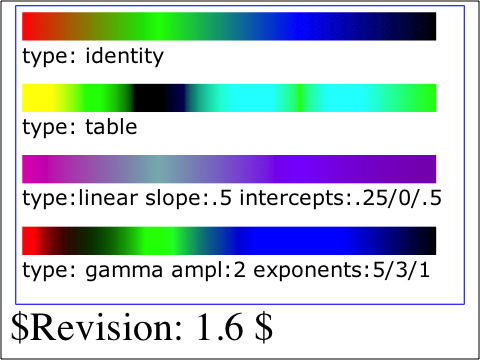 type: identity
type: table
type:linear slope:.5 intercepts:.25/0/.5
type: gamma ampl:2 exponents:5/3/1
$Revision: 1.6 $